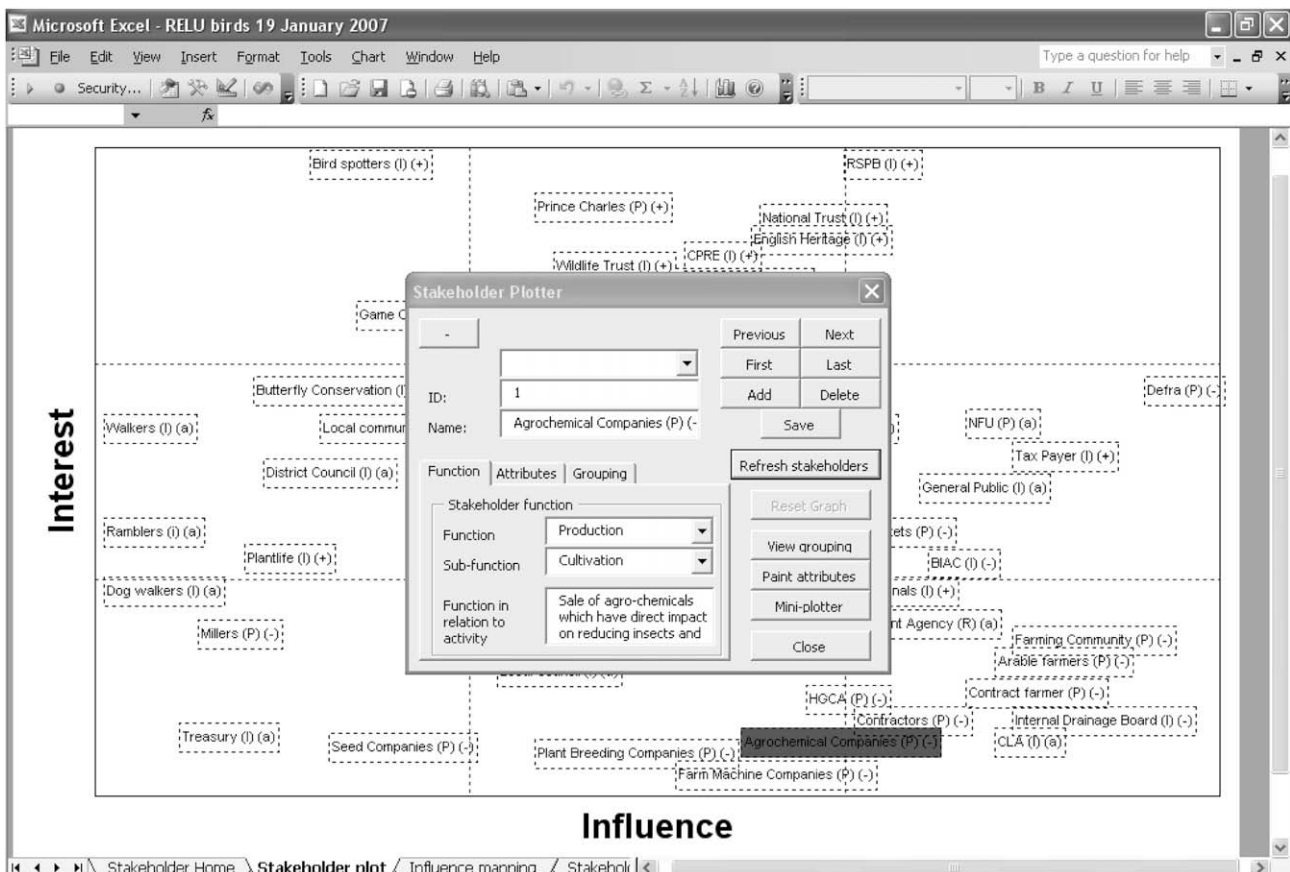 Microsoft Excel - RELU birds 19 January 2007
File Edit View Insert Format Tools Chart Window Help
Type a question for help
Security...
Σ
B I U
fx
Bird spotters (I) (+)
RSPB (I) (+)
Prince Charles (P) (+)
National Trust (I) (+)
English Heritage (I) (+)
CPRE (I) (+)
Wildlife Trust (I) (+)
Game C
Stakeholder Plotter
-
Previous Next
First Last
ID: 1
Add Delete
Name: Agrochemical Companies (P) (-
Save
Function Attributes Grouping
Refresh stakeholders
Stakeholder function
Reset Graph
Function Production
View grouping
Sub-function Cultivation
Paint attributes
Function in relation to activity
Sale of agro-chemicals
which have direct impact
on reducing insects and
Mini-plotter
Close
Butterfly Conservation (I
Defra (P) (-)
Walkers (I) (a)
Local commu
NFU (P) (a)
Tax Payer (I) (+)
District Council (I) (a)
General Public (I) (a)
Ramblers (i) (a)
kets (P) (-)
Plantlife (I) (+)
BIAC (I) (-)
Dog walkers (I) (a)
nals (I) (+)
Millers (P) (-)
nt Agency (R) (a)
Farming Community (P) (-)
Arable farmers (P) (-)
HGCA (P) (-)
Contract farmer (P) (-)
Contractors (P) (-)
Internal Drainage Board (I) (-)
Treasury (I) (a)
Seed Companies (P) (-)
Plant Breeding Companies (P) (-)
Agrochemical Companies (P) (-)
CLA (I) (a)
Farm Machine Companies (P) (-)
Interest
Influence
Stakeholder Home Stakeholder plot Influence mapping Stakehol